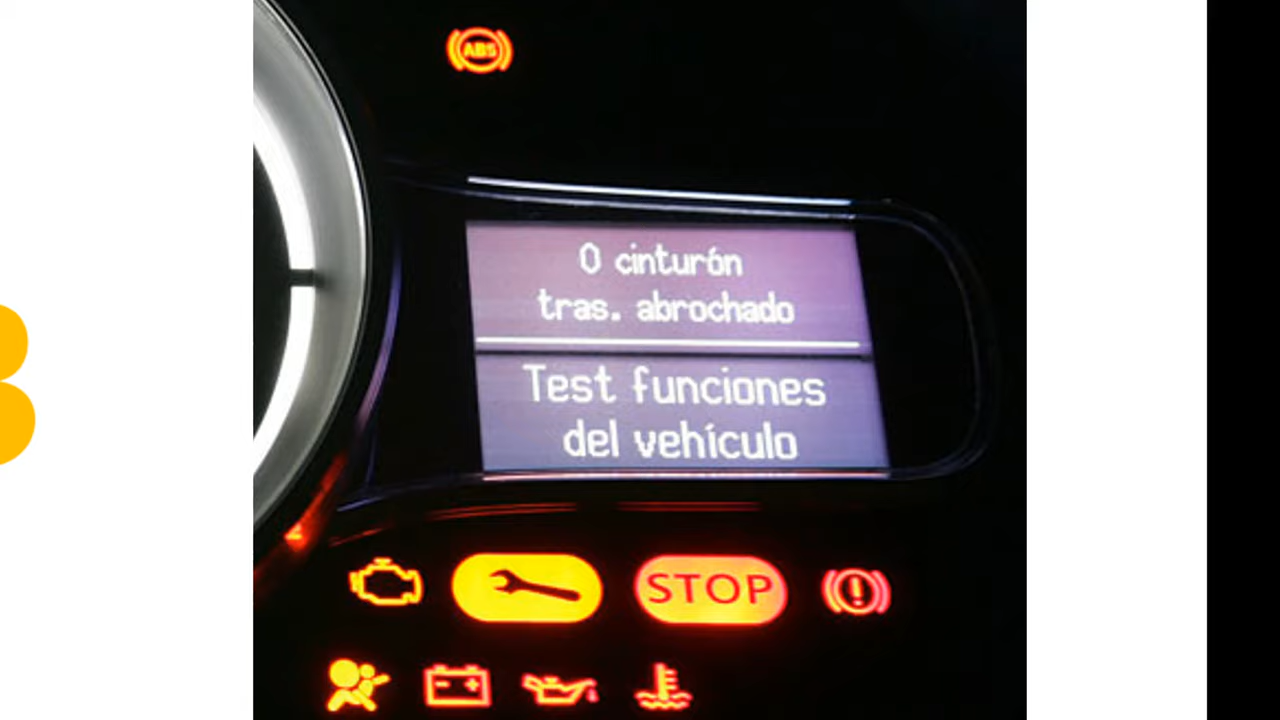 ABS
0 cinturón
tras. abrochado
Test funciones
del vehículo
STOP